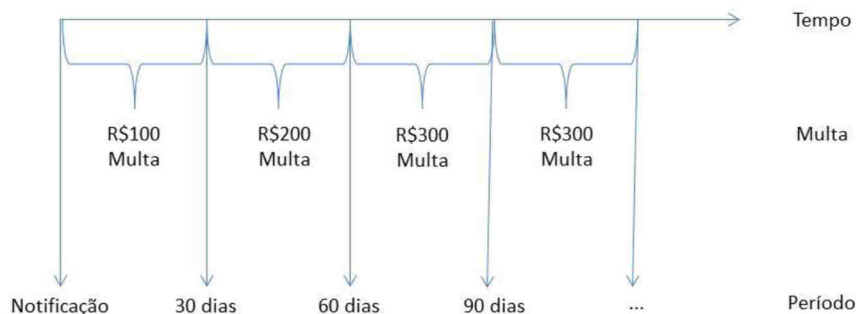 Tempo
R$100 R$200 R$300 R$300 Multa
Multa Multa Multa Multa
Notificação 30 dias 60 dias 90 dias ... Período